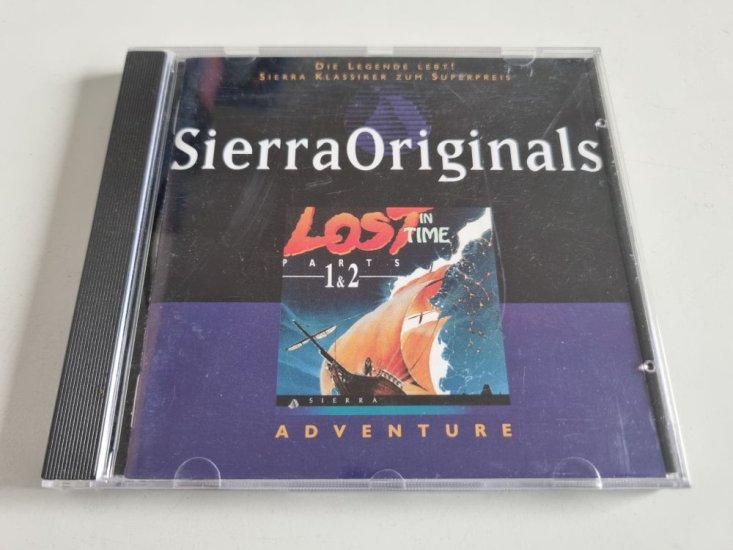 DIE LEGENDE LEBT!
SIERRA KLASSIKER ZUM SUPERPREIS
SierraOriginals
LOST IN TIME
PARTS
1&2
SIERRA
ADVENTURE